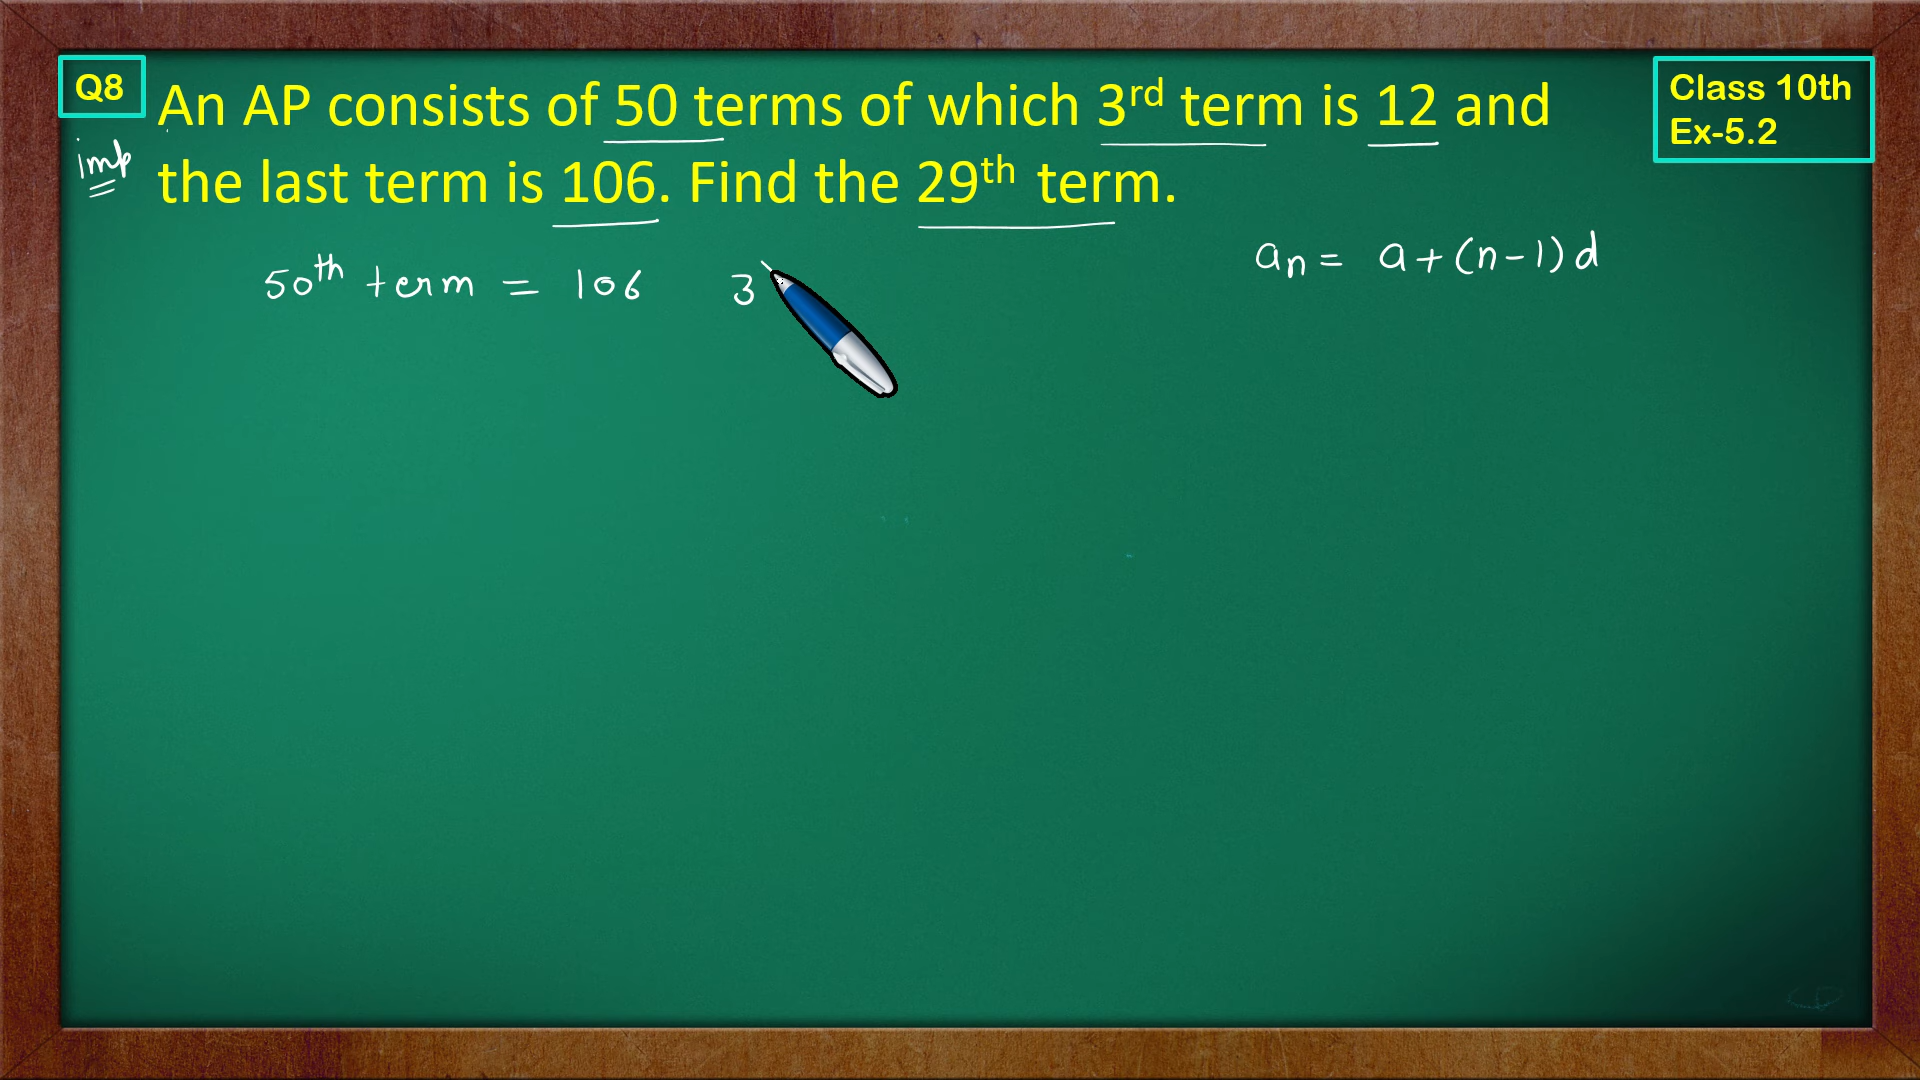 Q8
An AP consists of 50 terms of which 3rd term is 12 and
the last term is 106. Find the 29th term.
Class 10th
Ex-5.2
imp
50th term = 106 3
an = a + (n-1) d